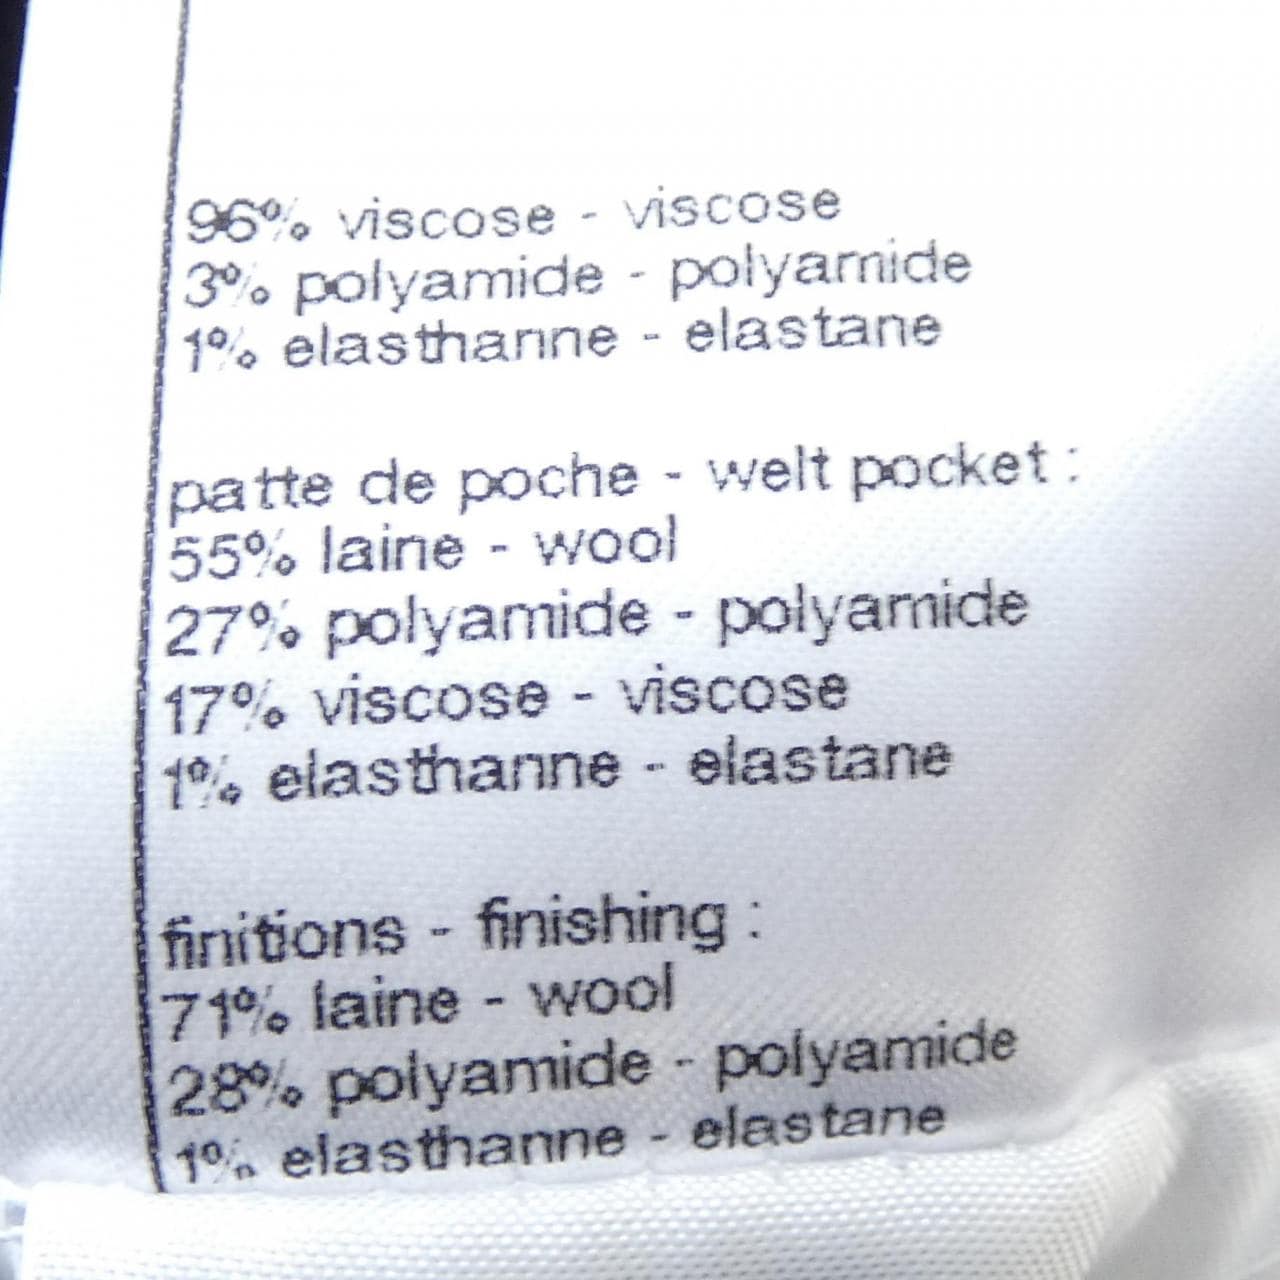 96% viscose - viscose
3% polyamide - polyamide
1% elasthanne - elastane
patte de poche - welt pocket :
55% laine - wool
27% polyamide - polyamide
17% viscose - viscose
1% elasthanne - elastane
finitions - finishing :
71% laine - wool
28% polyamide - polyamide
1% elasthanne - elastane